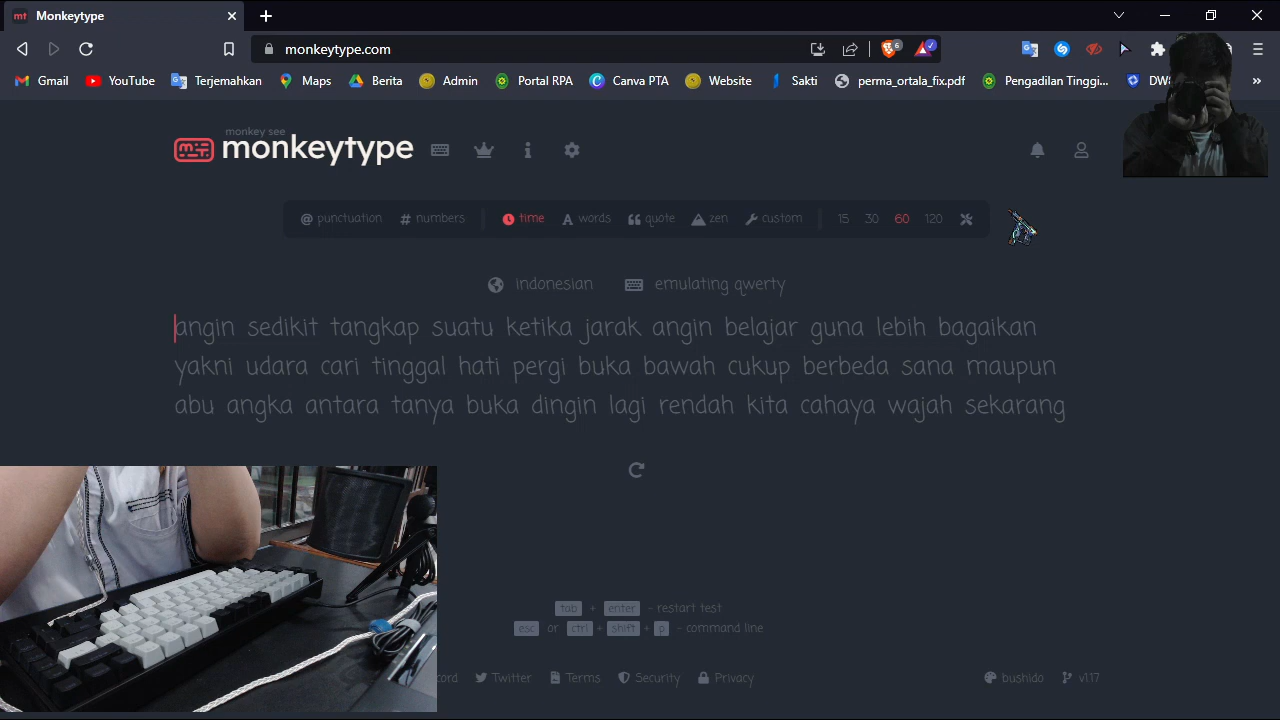 mt Monkeytype
monkeytype.com
6
Gmail YouTube Terjemahkan Maps Berita Admin Portal RPA Canva PTA Website Sakti perma_ortala_fix.pdf Pengadilan Tinggi... »
monkey see
monkeytype
@ punctuation # numbers time A words quote zen custom 15 30 60 120
indonesian emulating qwerty
angin sedikit tangkap suatu ketika jarak angin belajar guna lebih bagaikan
yakni udara cari tinggal hati pergi buka bawah cukup berbeda sana maupun
abu angka antara tanya buka dingin lagi rendah kita cahaya wajah sekarang
tab + enter - restart test
esc or ctrl + shift + p - command line
cord Twitter Terms Security Privacy bushido v1.17